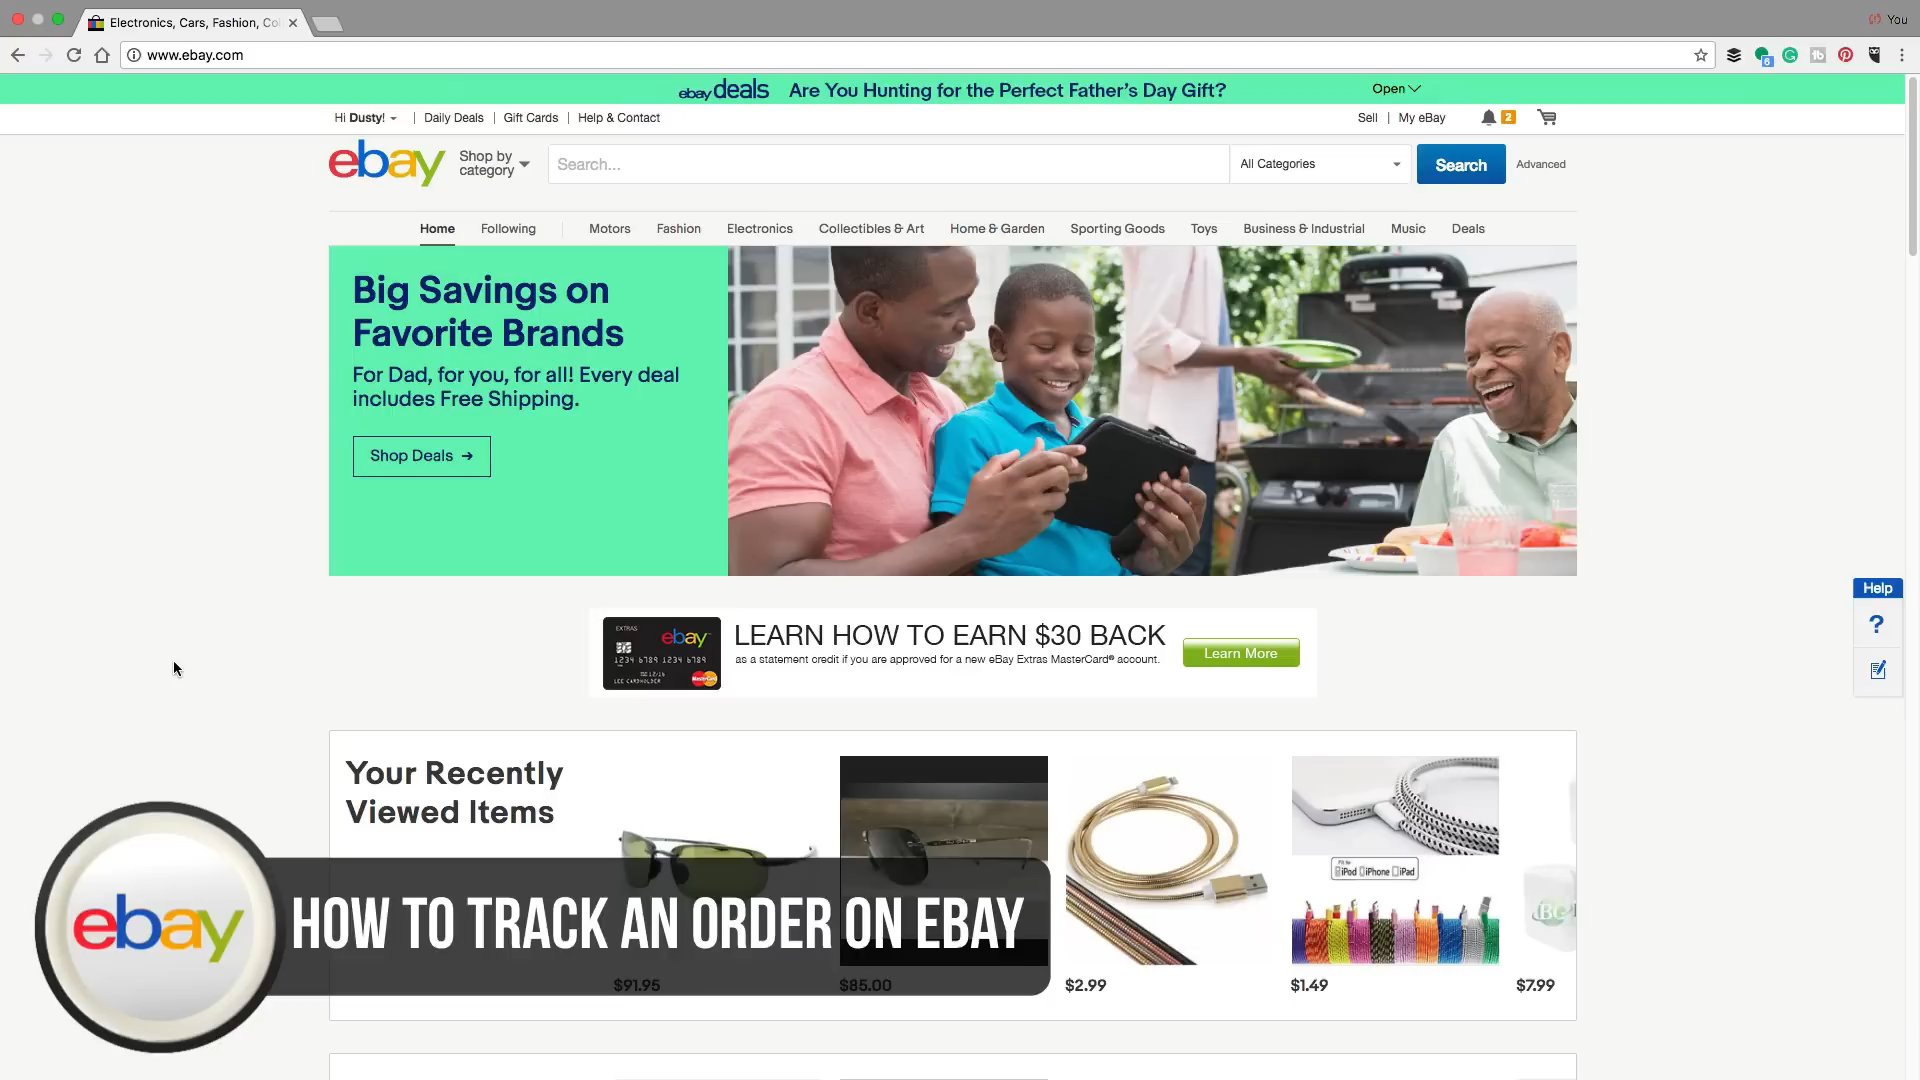 Electronics, Cars, Fashion, Co
You
www.ebay.com
6
ebay deals Are You Hunting for the Perfect Father's Day Gift? Open
Hi Dusty! | Daily Deals | Gift Cards | Help & Contact
Sell | My eBay 2
ebay
Shop by
category
Search...
All Categories
Search
Advanced
Home Following Motors Fashion Electronics Collectibles & Art Home & Garden Sporting Goods Toys Business & Industrial Music Deals
Big Savings on
Favorite Brands
For Dad, for you, for all! Every deal
includes Free Shipping.
Shop Deals →
Help
?
EXTRAS
ebay
1234 6789 1234 6789
12/16
LEE CARDHOLDER
MasterCard
LEARN HOW TO EARN $30 BACK
as a statement credit if you are approved for a new eBay Extras MasterCard® account.
Learn More
Your Recently
Viewed Items
iPod iPhone iPad
ebay
HOW TO TRACK AN ORDER ON EBAY
$91.95 $85.00 $2.99 $1.49 $7.99